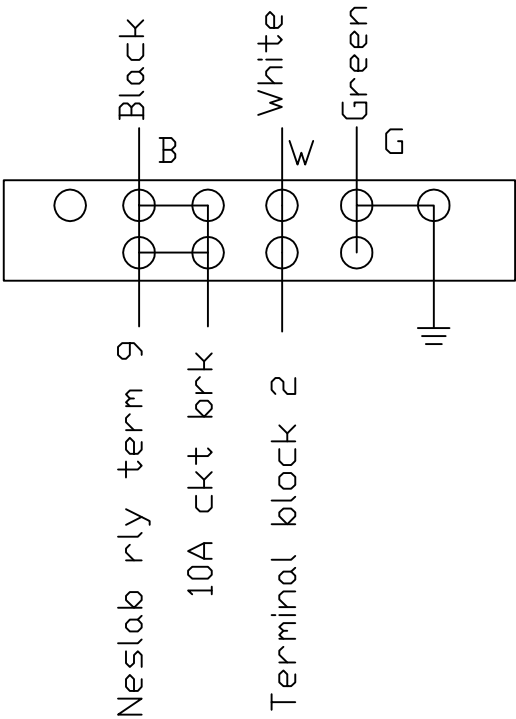 Black
White
Green
B
W
G
Neslab rly term 9
10A ckt brk
Terminal block 2